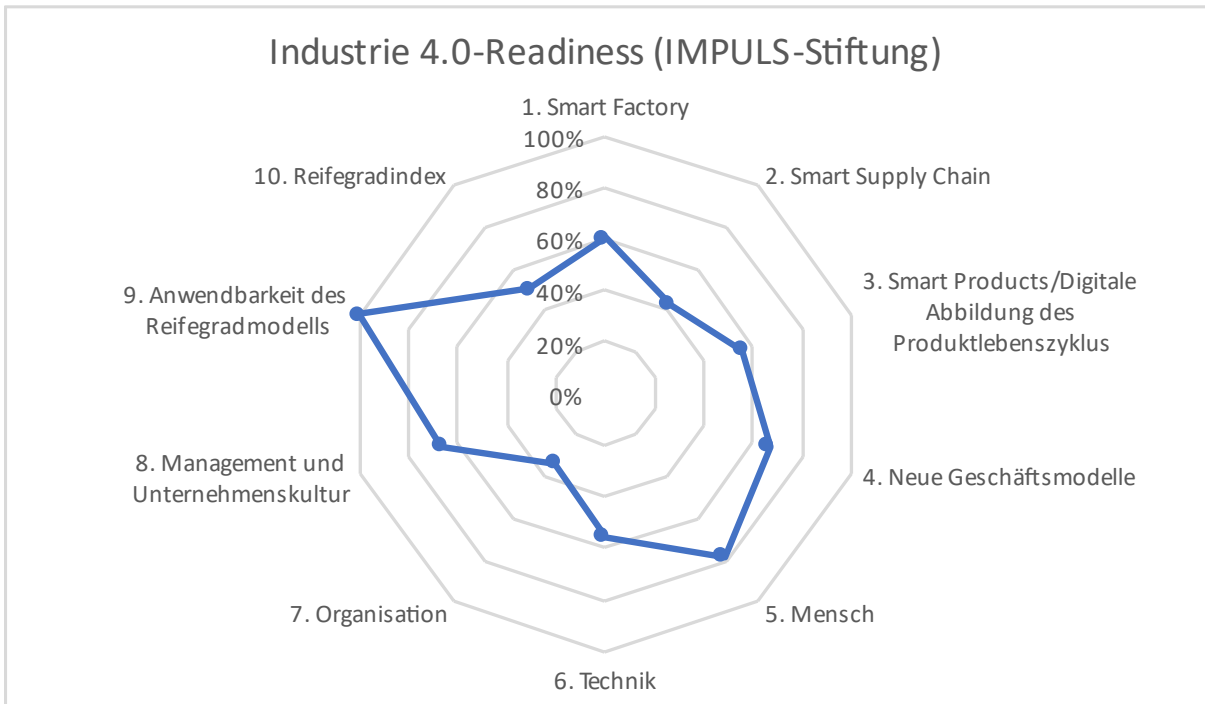 Industrie 4.0-Readiness (IMPULS-Stiftung)
1. Smart Factory
100%
10. Reifegradindex
2. Smart Supply Chain
80%
60%
9. Anwendbarkeit des
Reifegradmodells
3. Smart Products/Digitale
Abbildung des
Produktlebenszyklus
40%
20%
0%
8. Management und
Unternehmenskultur
4. Neue Geschäftsmodelle
7. Organisation
5. Mensch
6. Technik